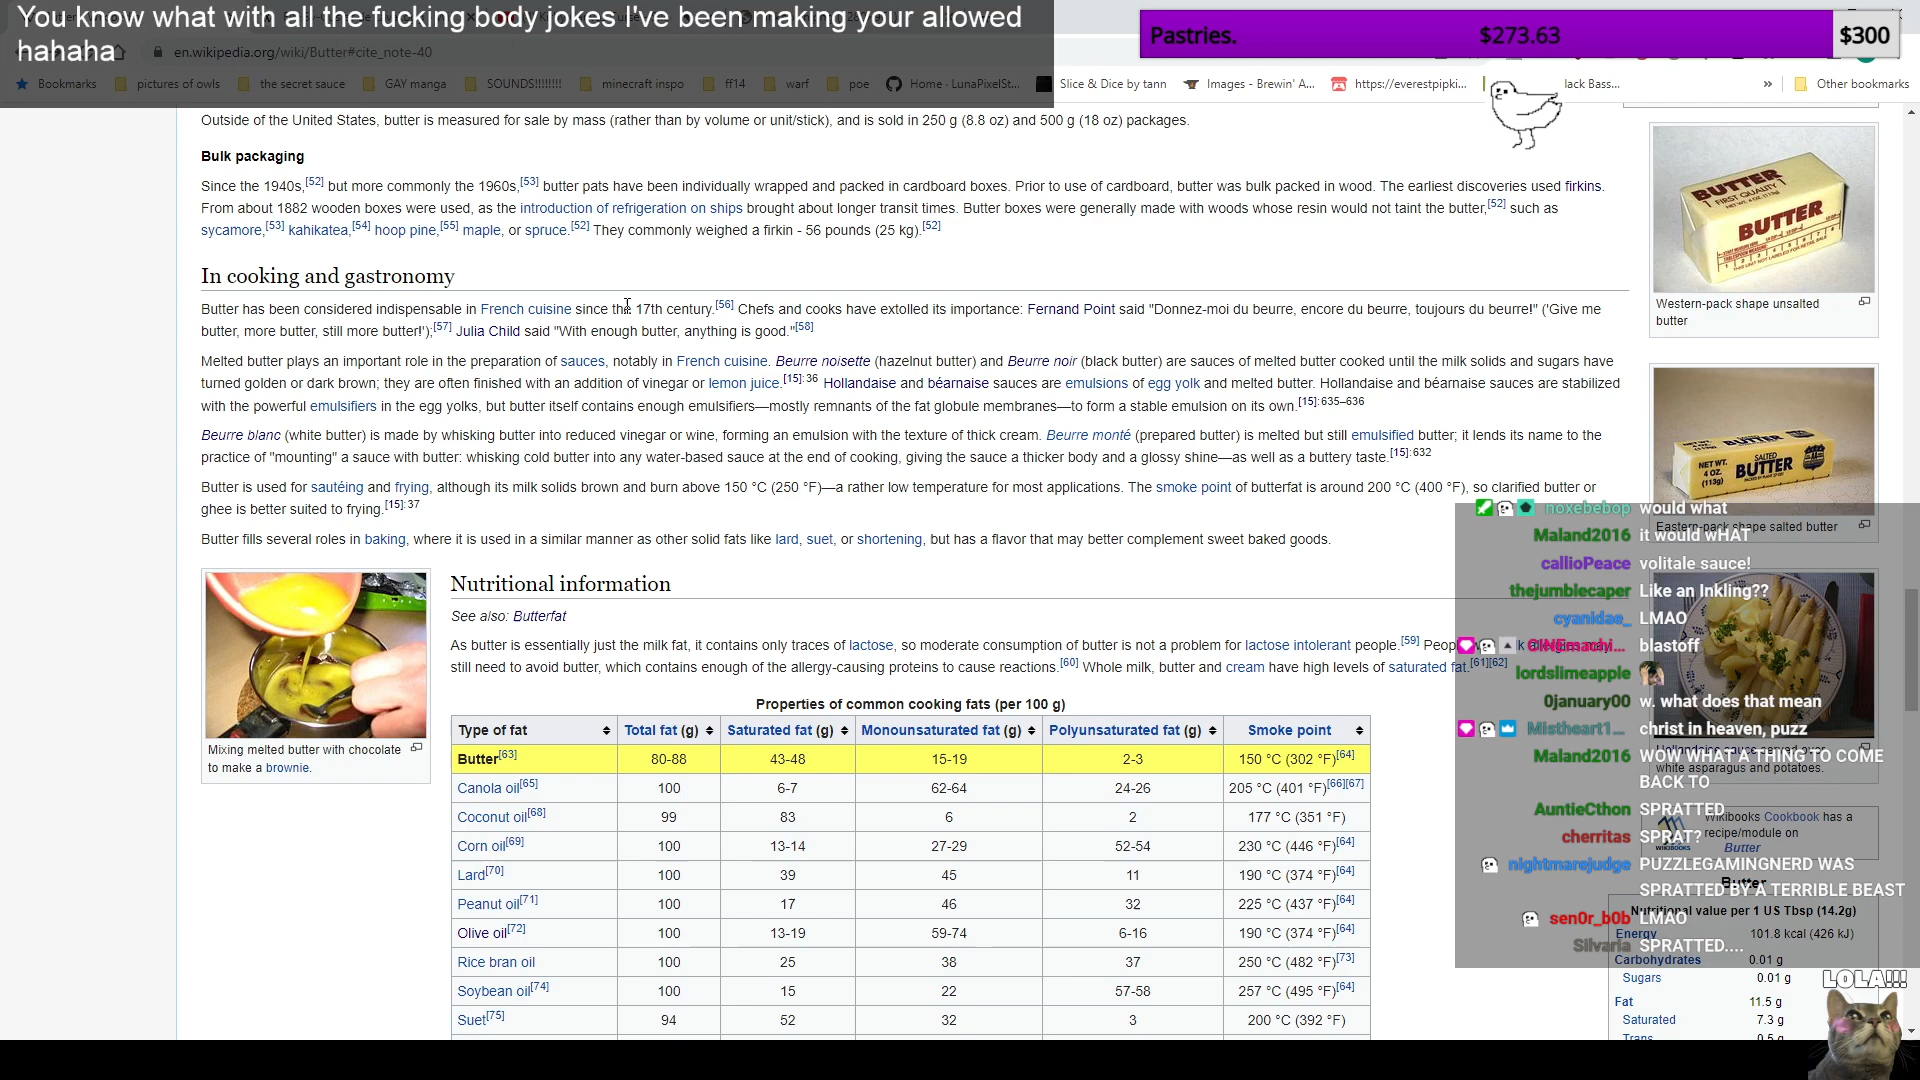 You know what with all the fucking body jokes I've been making your allowed
hahaha
Pastries. $273.63 $300
en.wikipedia.org/wiki/Butter#cite_note-40
Bookmarks pictures of owls the secret sauce GAY manga SOUNDS!!!!!!!! minecraft inspo ff14 warf poe Home · LunaPixelSt... Slice & Dice by tann Images - Brewin' A... https://everestpipki... lack Bass... » Other bookmarks
Outside of the United States, butter is measured for sale by mass (rather than by volume or unit/stick), and is sold in 250 g (8.8 oz) and 500 g (18 oz) packages.
Bulk packaging
Since the 1940s,[52] but more commonly the 1960s,[53] butter pats have been individually wrapped and packed in cardboard boxes. Prior to use of cardboard, butter was bulk packed in wood. The earliest discoveries used firkins.
From about 1882 wooden boxes were used, as the introduction of refrigeration on ships brought about longer transit times. Butter boxes were generally made with woods whose resin would not taint the butter,[52] such as
sycamore,[53] kahikatea,[54] hoop pine,[55] maple, or spruce.[52] They commonly weighed a firkin - 56 pounds (25 kg).[52]
In cooking and gastronomy
Butter has been considered indispensable in French cuisine since the 17th century.[56] Chefs and cooks have extolled its importance: Fernand Point said "Donnez-moi du beurre, encore du beurre, toujours du beurre!" ('Give me
butter, more butter, still more butter!');[57] Julia Child said "With enough butter, anything is good."[58]
Melted butter plays an important role in the preparation of sauces, notably in French cuisine. Beurre noisette (hazelnut butter) and Beurre noir (black butter) are sauces of melted butter cooked until the milk solids and sugars have
turned golden or dark brown; they are often finished with an addition of vinegar or lemon juice.[15]:36 Hollandaise and béarnaise sauces are emulsions of egg yolk and melted butter. Hollandaise and béarnaise sauces are stabilized
with the powerful emulsifiers in the egg yolks, but butter itself contains enough emulsifiers—mostly remnants of the fat globule membranes—to form a stable emulsion on its own.[15]:635–636
Beurre blanc (white butter) is made by whisking butter into reduced vinegar or wine, forming an emulsion with the texture of thick cream. Beurre monté (prepared butter) is melted but still emulsified butter; it lends its name to the
practice of "mounting" a sauce with butter: whisking cold butter into any water-based sauce at the end of cooking, giving the sauce a thicker body and a glossy shine—as well as a buttery taste.[15]:632
Butter is used for sautéing and frying, although its milk solids brown and burn above 150 °C (250 °F)—a rather low temperature for most applications. The smoke point of butterfat is around 200 °C (400 °F), so clarified butter or
ghee is better suited to frying.[15]:37
Butter fills several roles in baking, where it is used in a similar manner as other solid fats like lard, suet, or shortening, but has a flavor that may better complement sweet baked goods.
Mixing melted butter with chocolate
to make a brownie.
Nutritional information
See also: Butterfat
As butter is essentially just the milk fat, it contains only traces of lactose, so moderate consumption of butter is not a problem for lactose intolerant people.[59]
still need to avoid butter, which contains enough of the allergy-causing proteins to cause reactions.[60] Whole milk, butter and cream have high levels of saturated fat.[61][62]
Properties of common cooking fats (per 100 g)
Type of fat Total fat (g) Saturated fat (g) Monounsaturated fat (g) Polyunsaturated fat (g) Smoke point
Butter[63] 80-88 43-48 15-19 2-3 150 °C (302 °F)[64]
Canola oil[65] 100 6-7 62-64 24-26 205 °C (401 °F)[66][67]
Coconut oil[68] 99 83 6 2 177 °C (351 °F)
Corn oil[69] 100 13-14 27-29 52-54 230 °C (446 °F)[64]
Lard[70] 100 39 45 11 190 °C (374 °F)[64]
Peanut oil[71] 100 17 46 32 225 °C (437 °F)[64]
Olive oil[72] 100 13-19 59-74 6-16 190 °C (374 °F)[64]
Rice bran oil 100 25 38 37 250 °C (482 °F)[73]
Soybean oil[74] 100 15 22 57-58 257 °C (495 °F)[64]
Suet[75] 94 52 32 3 200 °C (392 °F)
BUTTER
FIRST QUALITY
BUTTER
Western-pack shape unsalted
butter
NET WT.
4 OZ.
(113g)
SALTED
BUTTER
Eastern-pack shape salted butter
noxebebop would what
Maland2016 it would wHAT
callioPeace volitale sauce!
thejumblecaper Like an Inkling??
cyanidae_ LMAO
blastoff
lordslimeapple
0january00 w. what does that mean
Mistheart1... christ in heaven, puzz
Maland2016 WOW WHAT A THING TO COME
BACK TO
AuntieCthon SPRATTED
cherritas SPRAT?
nightmarejudge PUZZLEGAMINGNERD WAS
SPRATTED BY A TERRIBLE BEAST
sen0r_b0b LMAO
Silvaria SPRATTED....
white asparagus and potatoes.
WIKIBOOKS
Wikibooks Cookbook has a
recipe/module on
Butter
Butter
Nutritional value per 1 US Tbsp (14.2g)
Energy 101.8 kcal (426 kJ)
Carbohydrates 0.01 g
Sugars 0.01 g
Fat 11.5 g
Saturated 7.3 g
Trans 0.5 g
LOLA!!!